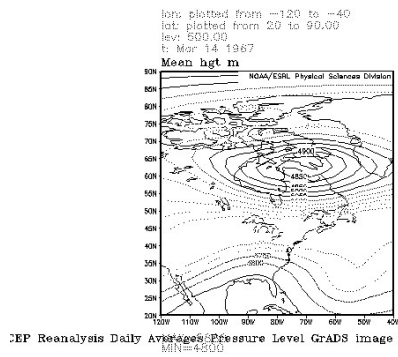 lon: plotted from -120 to -40
lat: plotted from 20 to 90.00
lev: 500.00
t: Mar 14 1967
Mean hgt m
NOAA/ESRL Physical Sciences Division
90N
85N
80N
75N
70N
65N
60N
55N
50N
45N
40N
35N
30N
25N
20N
4900
4850
120W 110W 100W 90W 80W 70W 60W 50W 40W
CEP Reanalysis Daily Averages Pressure Level GrADS image
MIN=4800